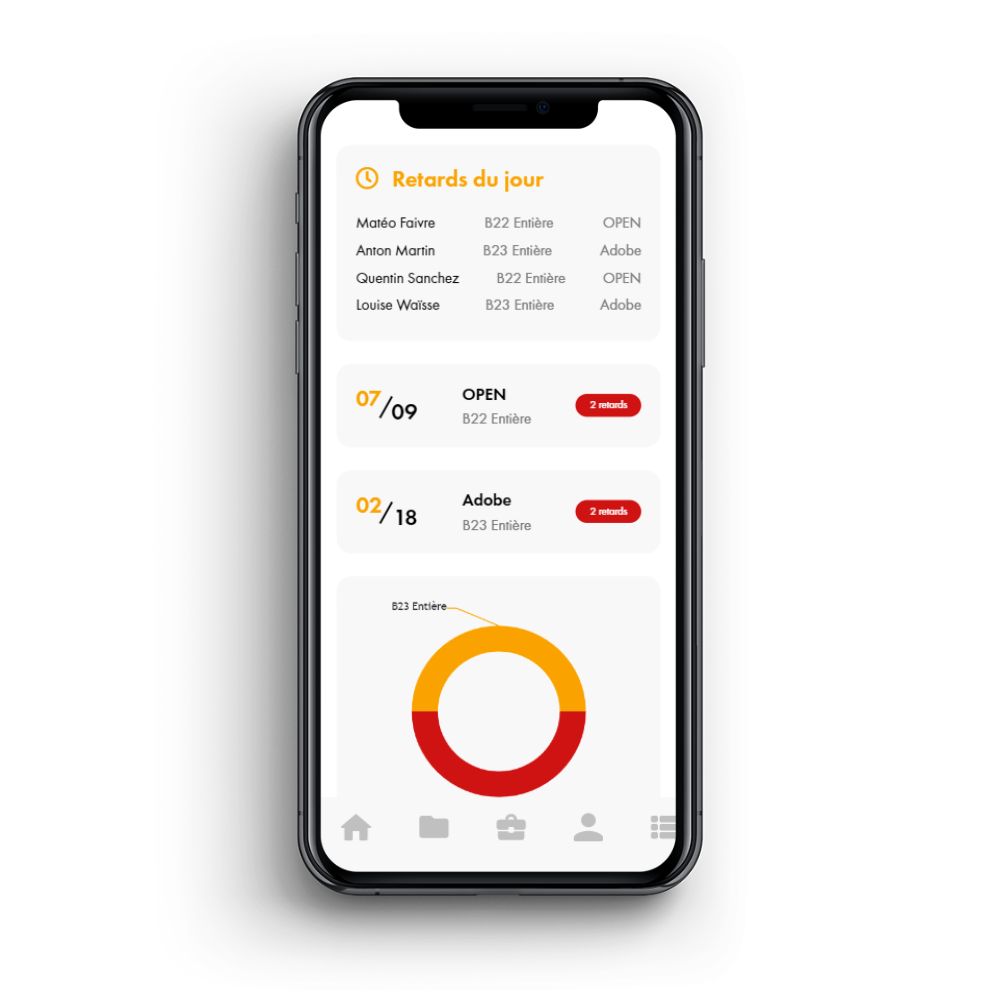 Retards du jour
Matéo Faivre B22 Entière OPEN
Anton Martin B23 Entière Adobe
Quentin Sanchez B22 Entière OPEN
Louise Waïsse B23 Entière Adobe
07/09 OPEN 2 retards
B22 Entière
02/18 Adobe 2 retards
B23 Entière
B23 Entière